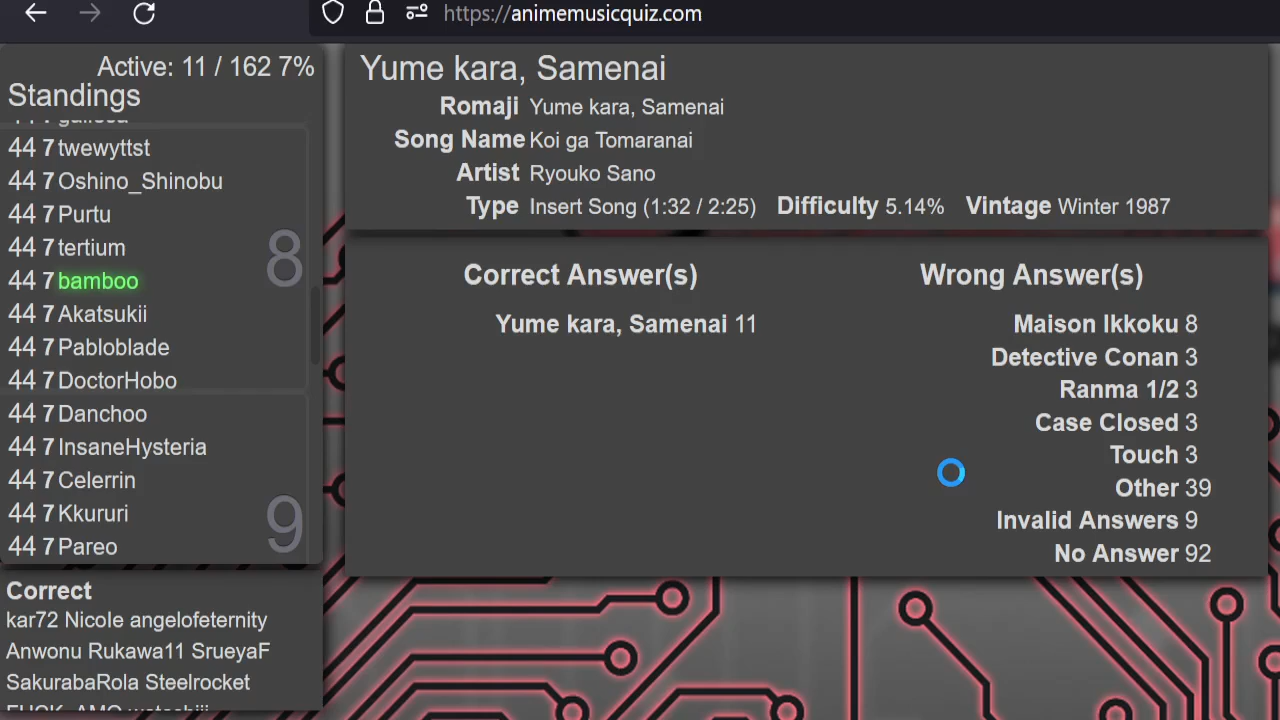 https://animemusicquiz.com
Active: 11 / 162 7%
Standings
44 7 twewyttst
44 7 Oshino_Shinobu
44 7 Purtu
44 7 tertium
8
44 7 bamboo
44 7 Akatsukii
44 7 Pabloblade
44 7 DoctorHobo
44 7 Danchoo
44 7 InsaneHysteria
44 7 Celerrin
44 7 Kkururi
9
44 7 Pareo
Correct
kar72 Nicole angelofeternity
Anwonu Rukawa11 SrueyaF
SakurabaRola Steelrocket
Yume kara, Samenai
Romaji Yume kara, Samenai
Song Name Koi ga Tomaranai
Artist Ryouko Sano
Type Insert Song (1:32 / 2:25) Difficulty 5.14% Vintage Winter 1987
Correct Answer(s)
Yume kara, Samenai 11
Wrong Answer(s)
Maison Ikkoku 8
Detective Conan 3
Ranma 1/2 3
Case Closed 3
Touch 3
Other 39
Invalid Answers 9
No Answer 92